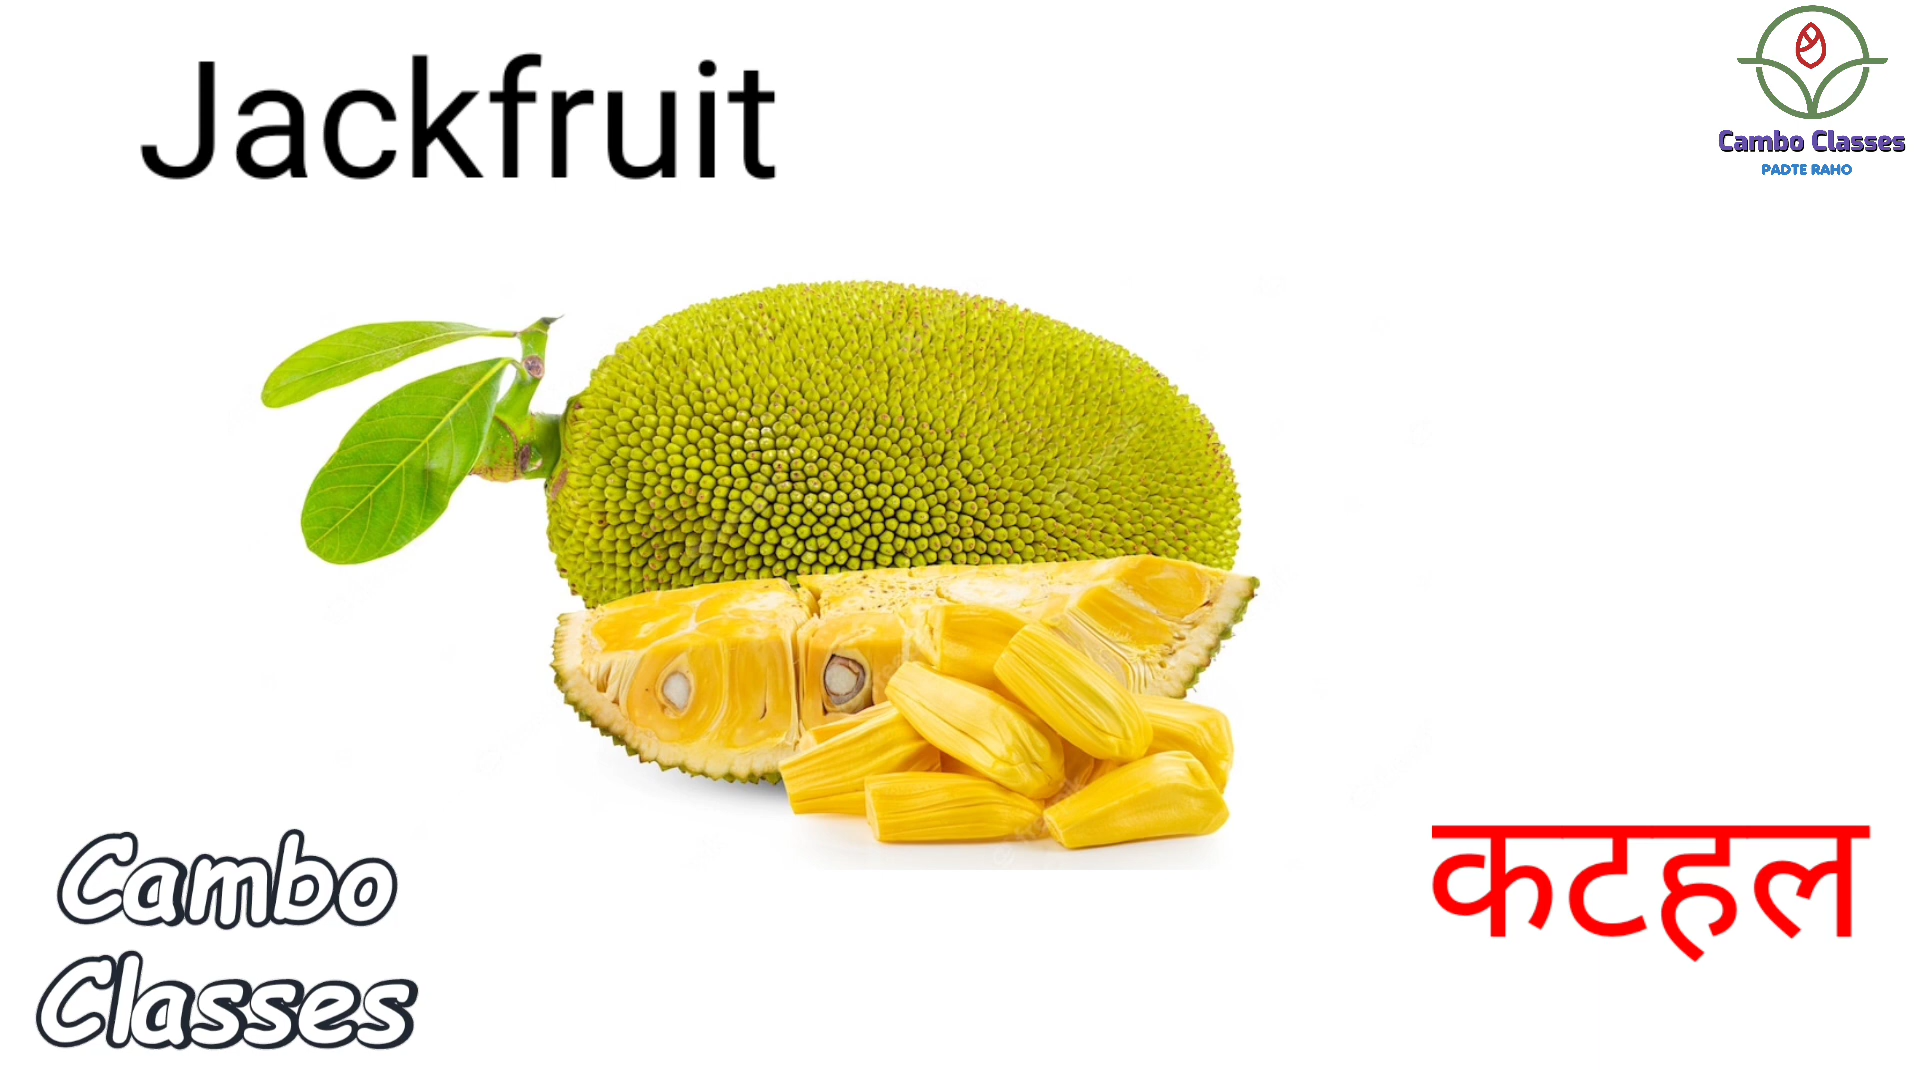 Jackfruit
Cambo Classes
PADTE RAHO
Cambo
Classes
कटहल